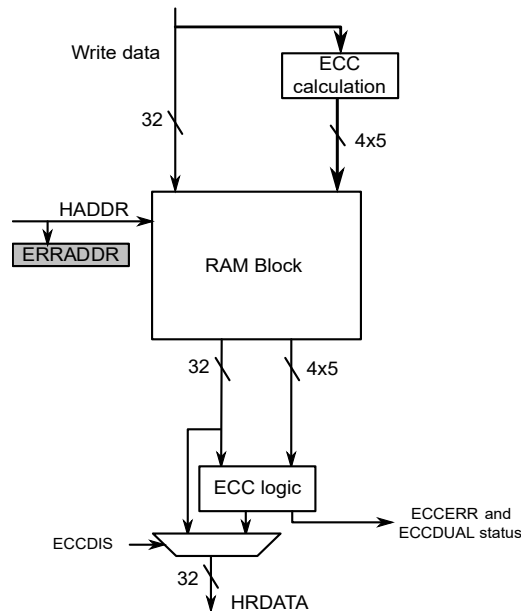 Write data
ECC
calculation
32
4x5
HADDR
ERRADDR
RAM Block
32
4x5
ECC logic
ECCERR and
ECCDUAL status
ECCDIS
32
HRDATA